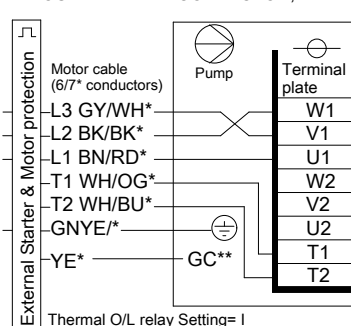 External Starter & Motor protection
Motor cable
(6/7* conductors)
Pump
Terminal
plate
L3 GY/WH*
L2 BK/BK*
L1 BN/RD*
T1 WH/OG*
T2 WH/BU*
GNYE/*
YE*
GC**
W1
V1
U1
W2
V2
U2
T1
T2
Thermal O/L relay Setting= I